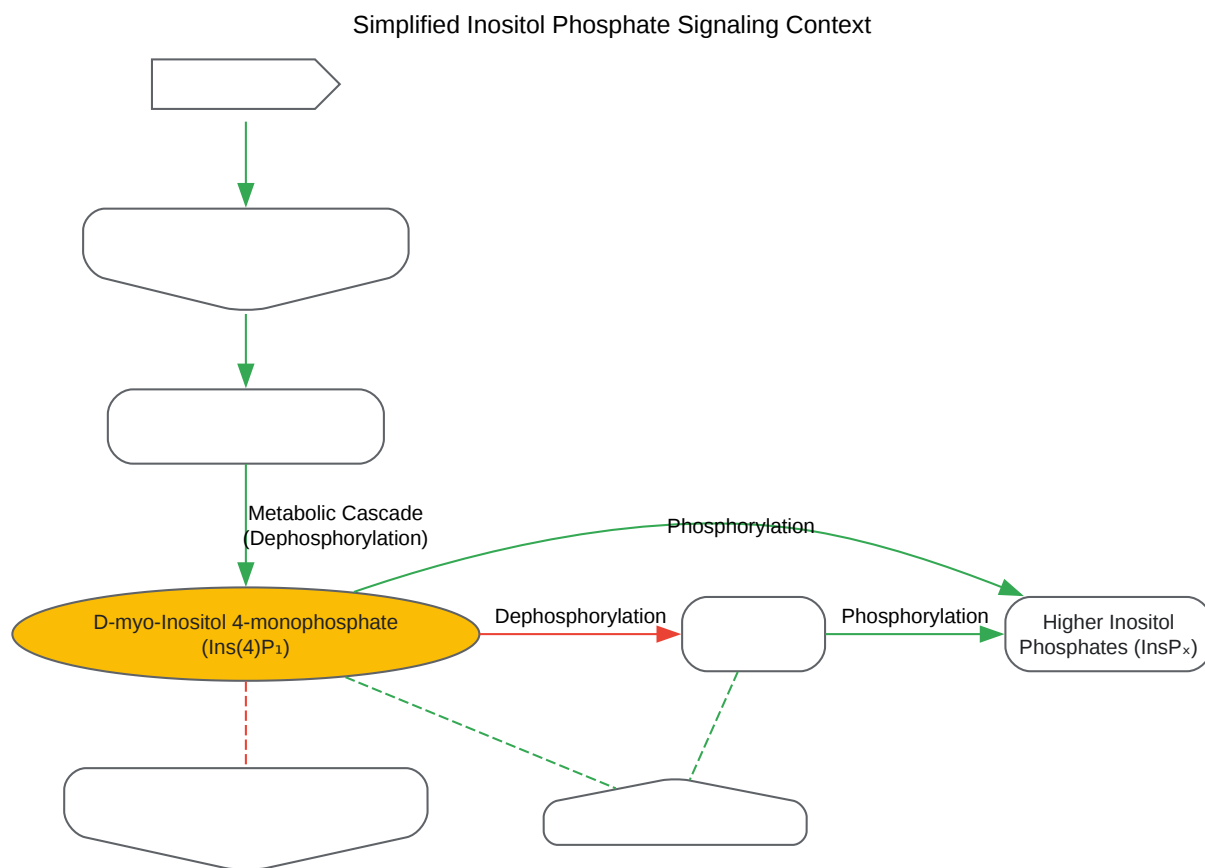 Simplified Inositol Phosphate Signaling Context
Metabolic Cascade
(Dephosphorylation)
Phosphorylation
D-myo-Inositol 4-monophosphate
(Ins(4)P₁)
Dephosphorylation
Phosphorylation
Higher Inositol
Phosphates (InsPₓ)